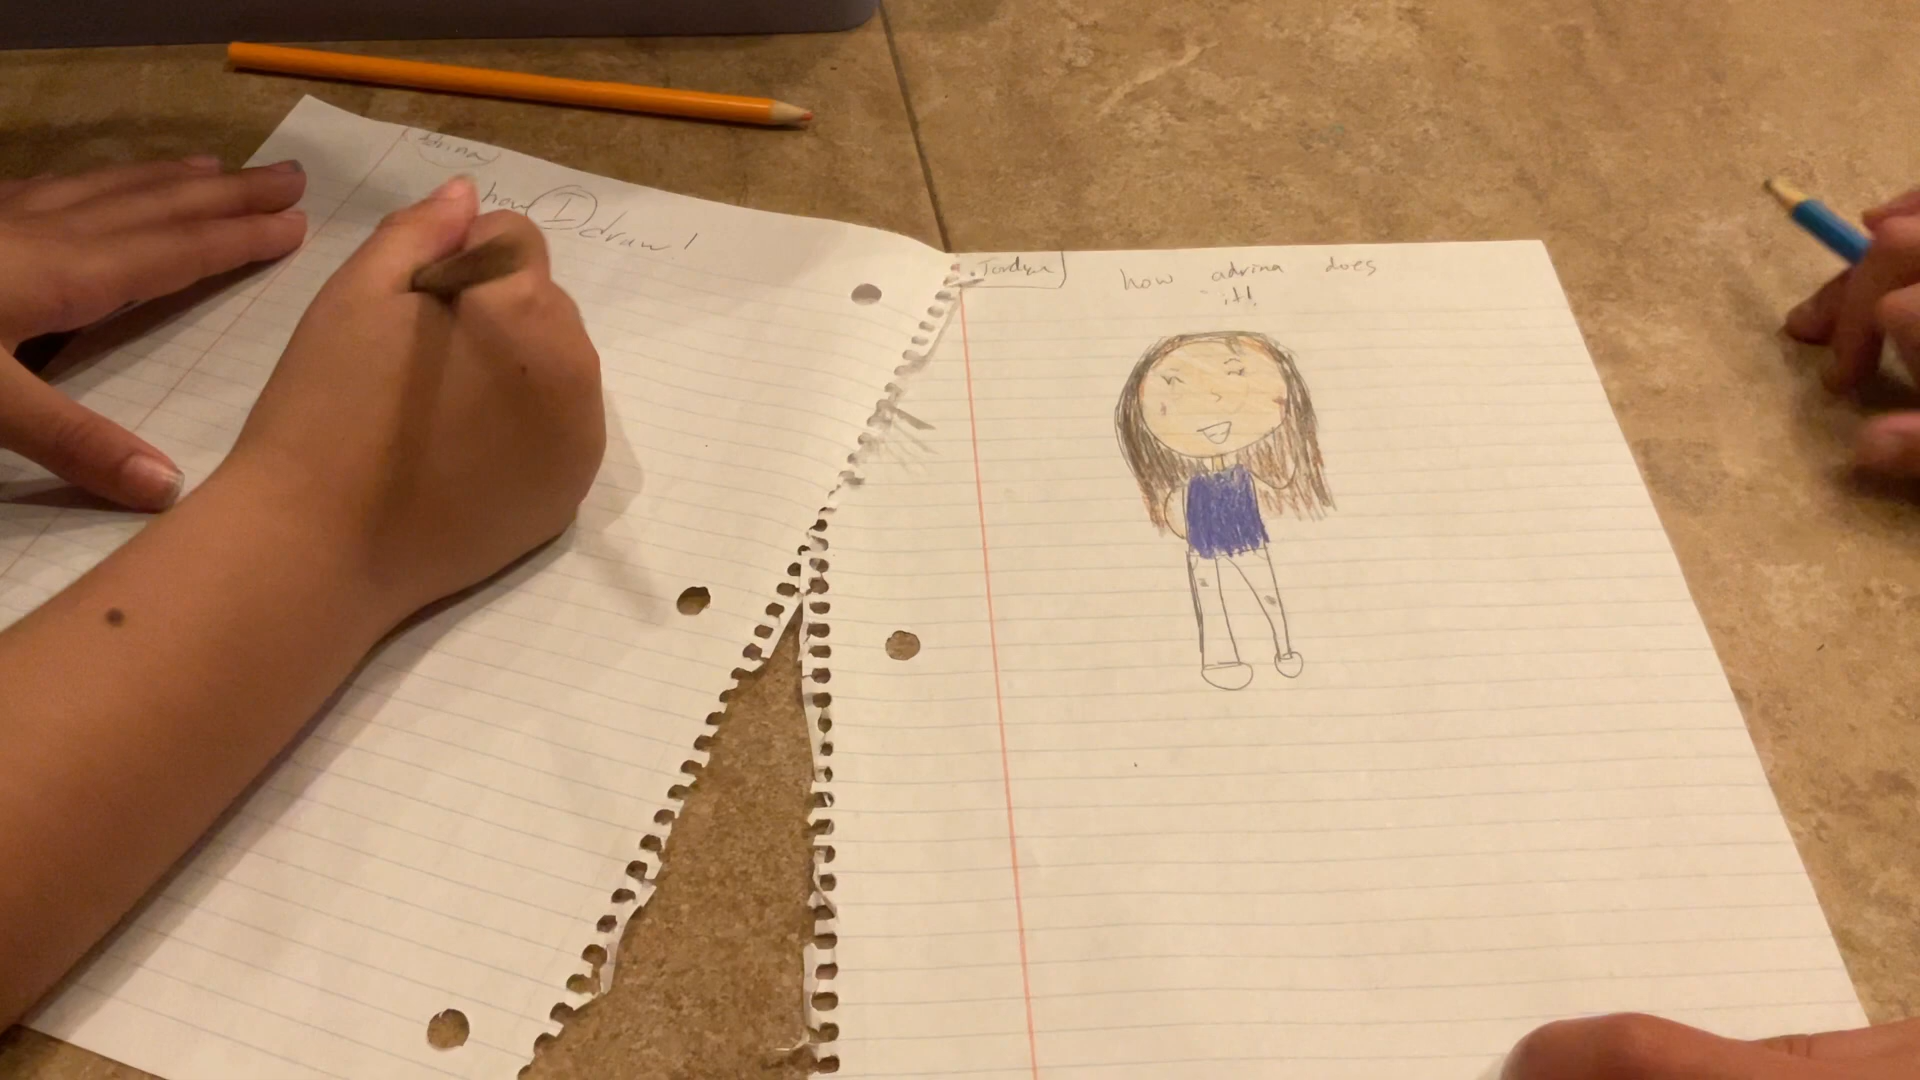 Adrina
how I draw!
Jordyn
how adrina does
it!